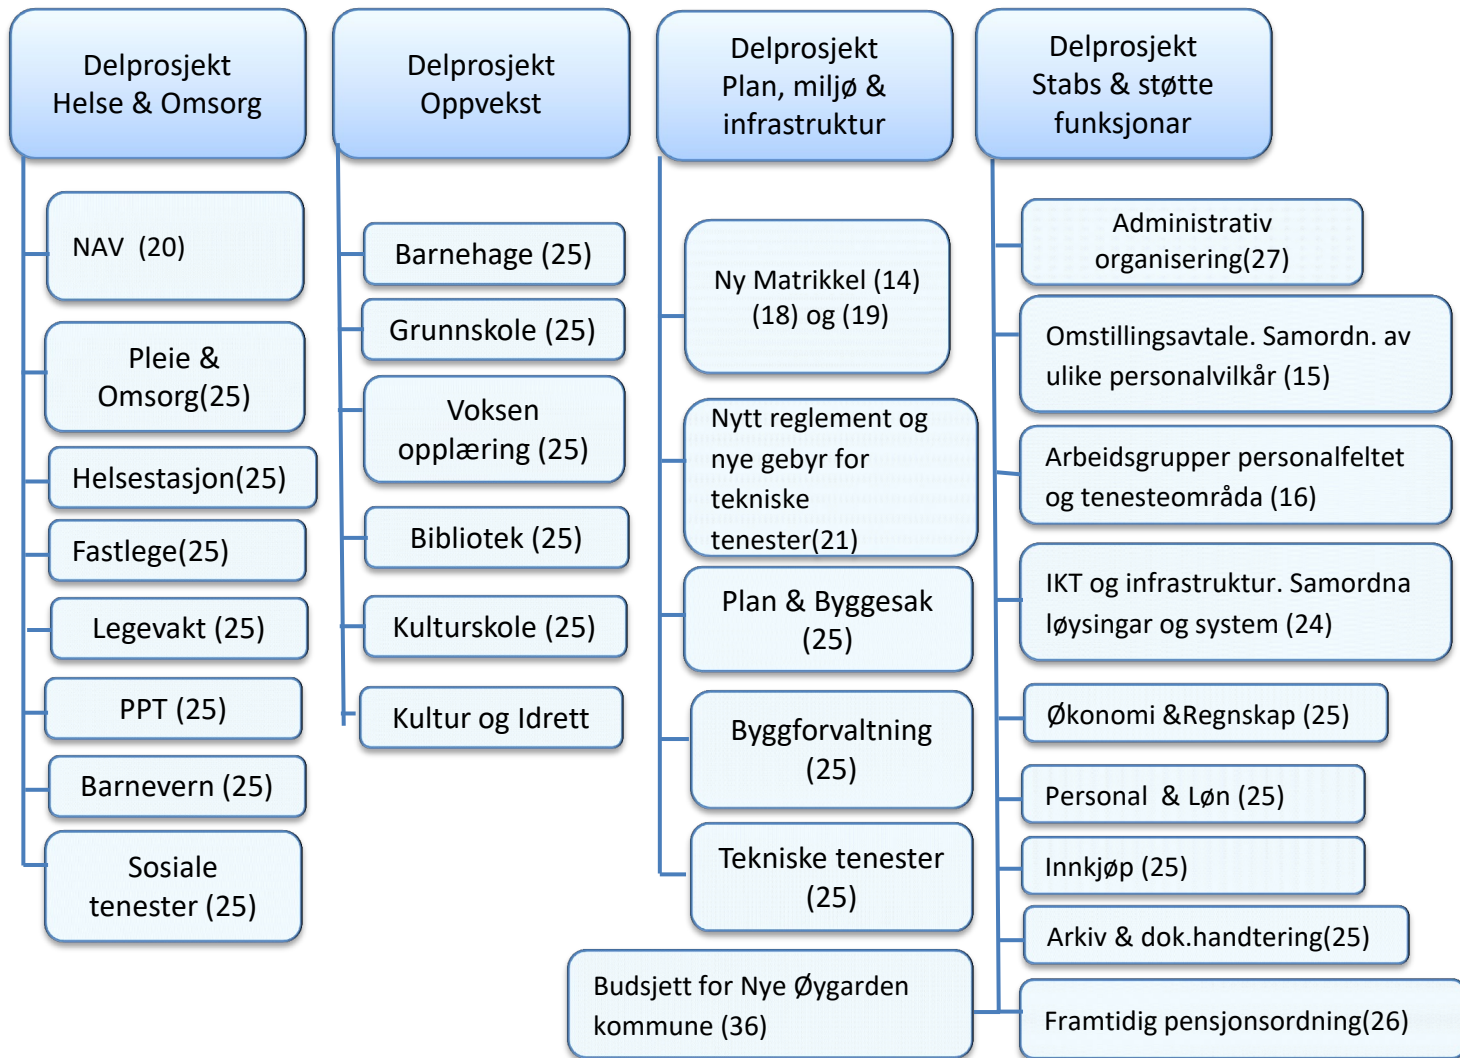 Delprosjekt
Helse & Omsorg
NAV (20)
Pleie &
Omsorg(25)
Helsestasjon(25)
Fastlege(25)
Legevakt (25)
PPT (25)
Barnevern (25)
Sosiale
tenester (25)
Delprosjekt
Oppvekst
Barnehage (25)
Grunnskole (25)
Voksen
opplæring (25)
Bibliotek (25)
Kulturskole (25)
Kultur og Idrett
Delprosjekt
Plan, miljø &
infrastruktur
Ny Matrikkel (14)
(18) og (19)
Nytt reglement og
nye gebyr for
tekniske
tenester(21)
Plan & Byggesak
(25)
Byggforvaltning
(25)
Tekniske tenester
(25)
Delprosjekt
Stabs & støtte
funksjonar
Administrativ
organisering(27)
Omstillingsavtale. Samordn. av
ulike personalvilkår (15)
Arbeidsgrupper personalfeltet
og tenesteområda (16)
IKT og infrastruktur. Samordna
løysingar og system (24)
Økonomi &Regnskap (25)
Personal & Løn (25)
Innkjøp (25)
Arkiv & dok.handtering(25)
Framtidig pensjonsordning(26)
Budsjett for Nye Øygarden
kommune (36)